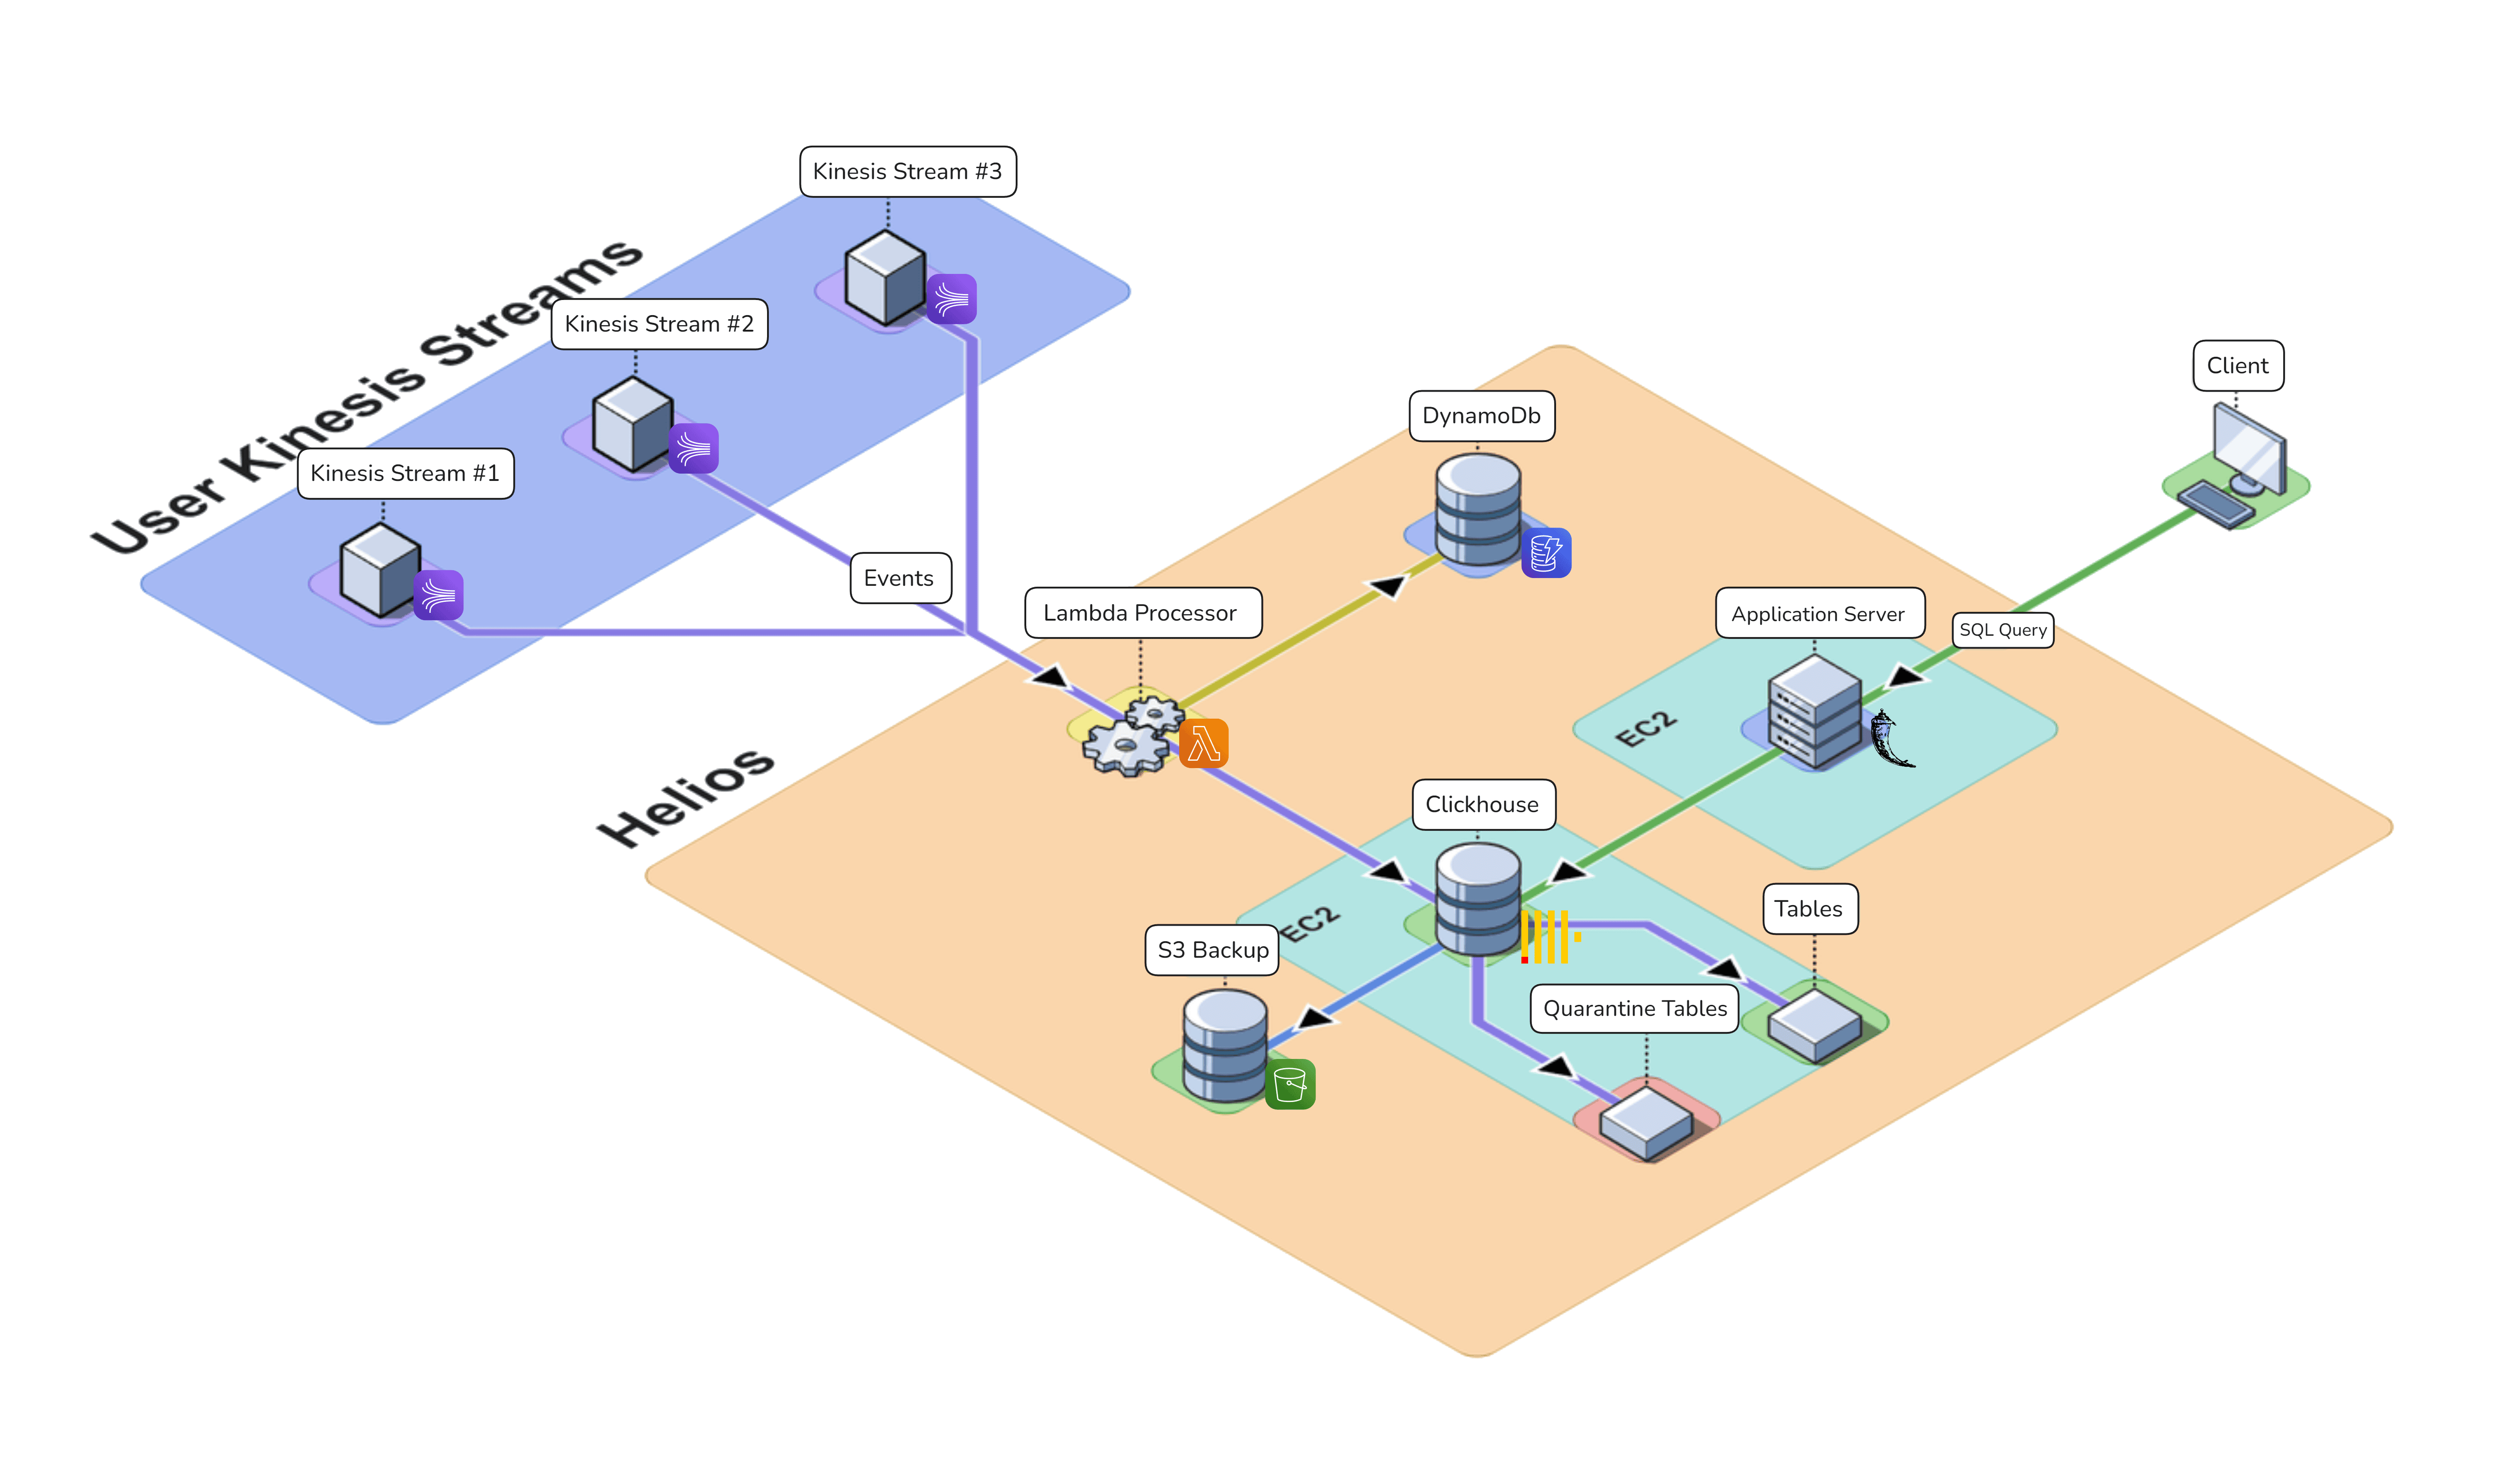 Kinesis Stream #3
User Kinesis Streams
Kinesis Stream #2
Kinesis Stream #1
Events
Client
DynamoDb
Lambda Processor
Application Server
SQL Query
EC2
Helios
Clickhouse
EC2
Tables
S3 Backup
Quarantine Tables